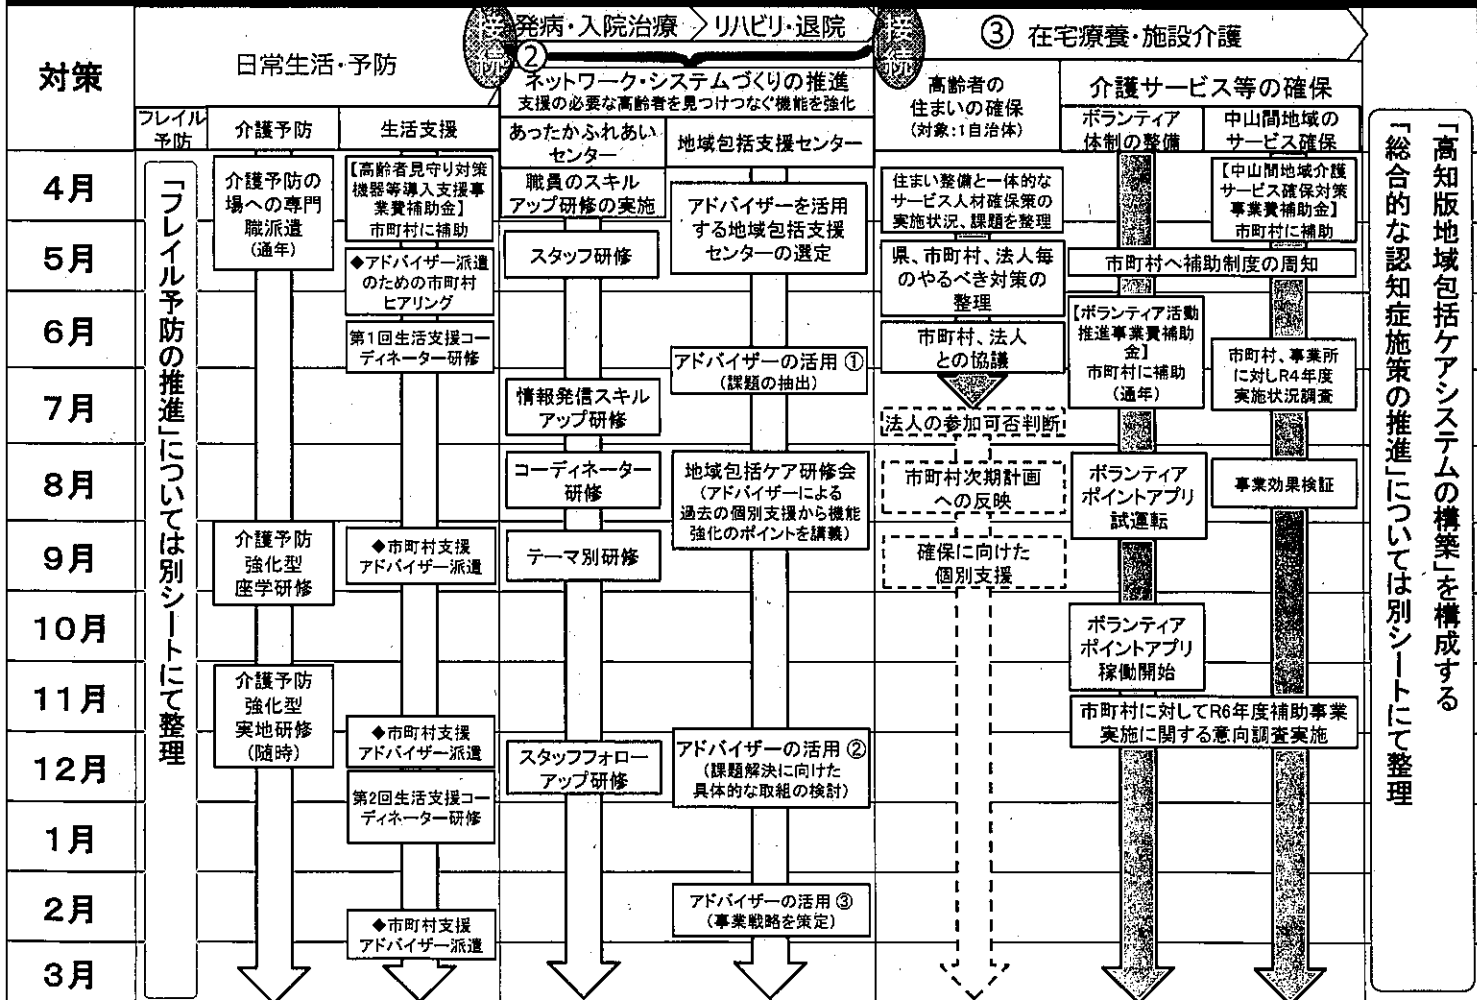 対策
日常生活・予防
接続
発病・入院治療
リハビリ・退院
②
ネットワーク・システムづくりの推進
支援の必要な高齢者を見つけつなぐ機能を強化
接続
③ 在宅療養・施設介護
高齢者の
住まいの確保
(対象:1自治体)
介護サービス等の確保
フレイル
予防
介護予防
生活支援
あったかふれあい
センター
地域包括支援センター
ボランティア
体制の整備
中山間地域の
サービス確保
4月
5月
6月
7月
8月
9月
10月
11月
12月
1月
2月
3月
「フレイル予防の推進」については別シートにて整理
介護予防の
場への専門
職派遣
(通年)
介護予防
強化型
座学研修
介護予防
強化型
実地研修
(随時)
【高齢者見守り対策
機器等導入支援事
業費補助金】
市町村に補助
◆アドバイザー派遣
のための市町村
ヒアリング
第1回生活支援コー
ディネーター研修
◆市町村支援
アドバイザー派遣
◆市町村支援
アドバイザー派遣
第2回生活支援コー
ディネーター研修
◆市町村支援
アドバイザー派遣
職員のスキル
アップ研修の実施
スタッフ研修
情報発信スキル
アップ研修
コーディネーター
研修
テーマ別研修
スタッフフォロー
アップ研修
アドバイザーを活用
する地域包括支援
センターの選定
アドバイザーの活用 ①
(課題の抽出)
地域包括ケア研修会
(アドバイザーによる
過去の個別支援から機能
強化のポイントを講義)
アドバイザーの活用 ②
(課題解決に向けた
具体的な取組の検討)
アドバイザーの活用 ③
(事業戦略を策定)
住まい整備と一体的な
サービス人材確保策の
実施状況、課題を整理
県、市町村、法人毎
のやるべき対策の
整理
市町村、法人
との協議
法人の参加可否判断
市町村次期計画
への反映
確保に向けた
個別支援
【中山間地域介護
サービス確保対策
事業費補助金】
市町村に補助
市町村へ補助制度の周知
【ボランティア活動
推進事業費補助
金】
市町村に補助
(通年)
市町村、事業所
に対しR4年度
実施状況調査
ボランティア
ポイントアプリ
試運転
事業効果検証
ボランティア
ポイントアプリ
稼働開始
市町村に対してR6年度補助事業
実施に関する意向調査実施
「高知版地域包括ケアシステムの構築」を構成する
「総合的な認知症施策の推進」については別シートにて整理